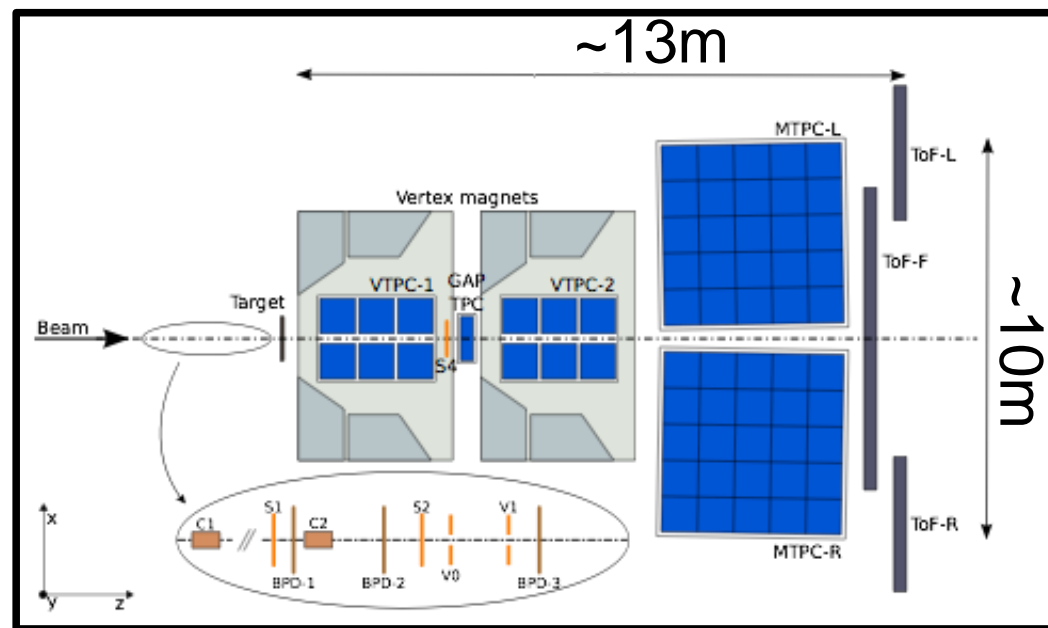 ~13m
MTPC-L
ToF-L
Vertex magnets
ToF-F
VTPC-1
GAP
TPC
VTPC-2
Target
Beam
S4
~10m
x
y
z
C1
S1
C2
S2
V1
BPD-1
BPD-2
V0
BPD-3
MTPC-R
ToF-R